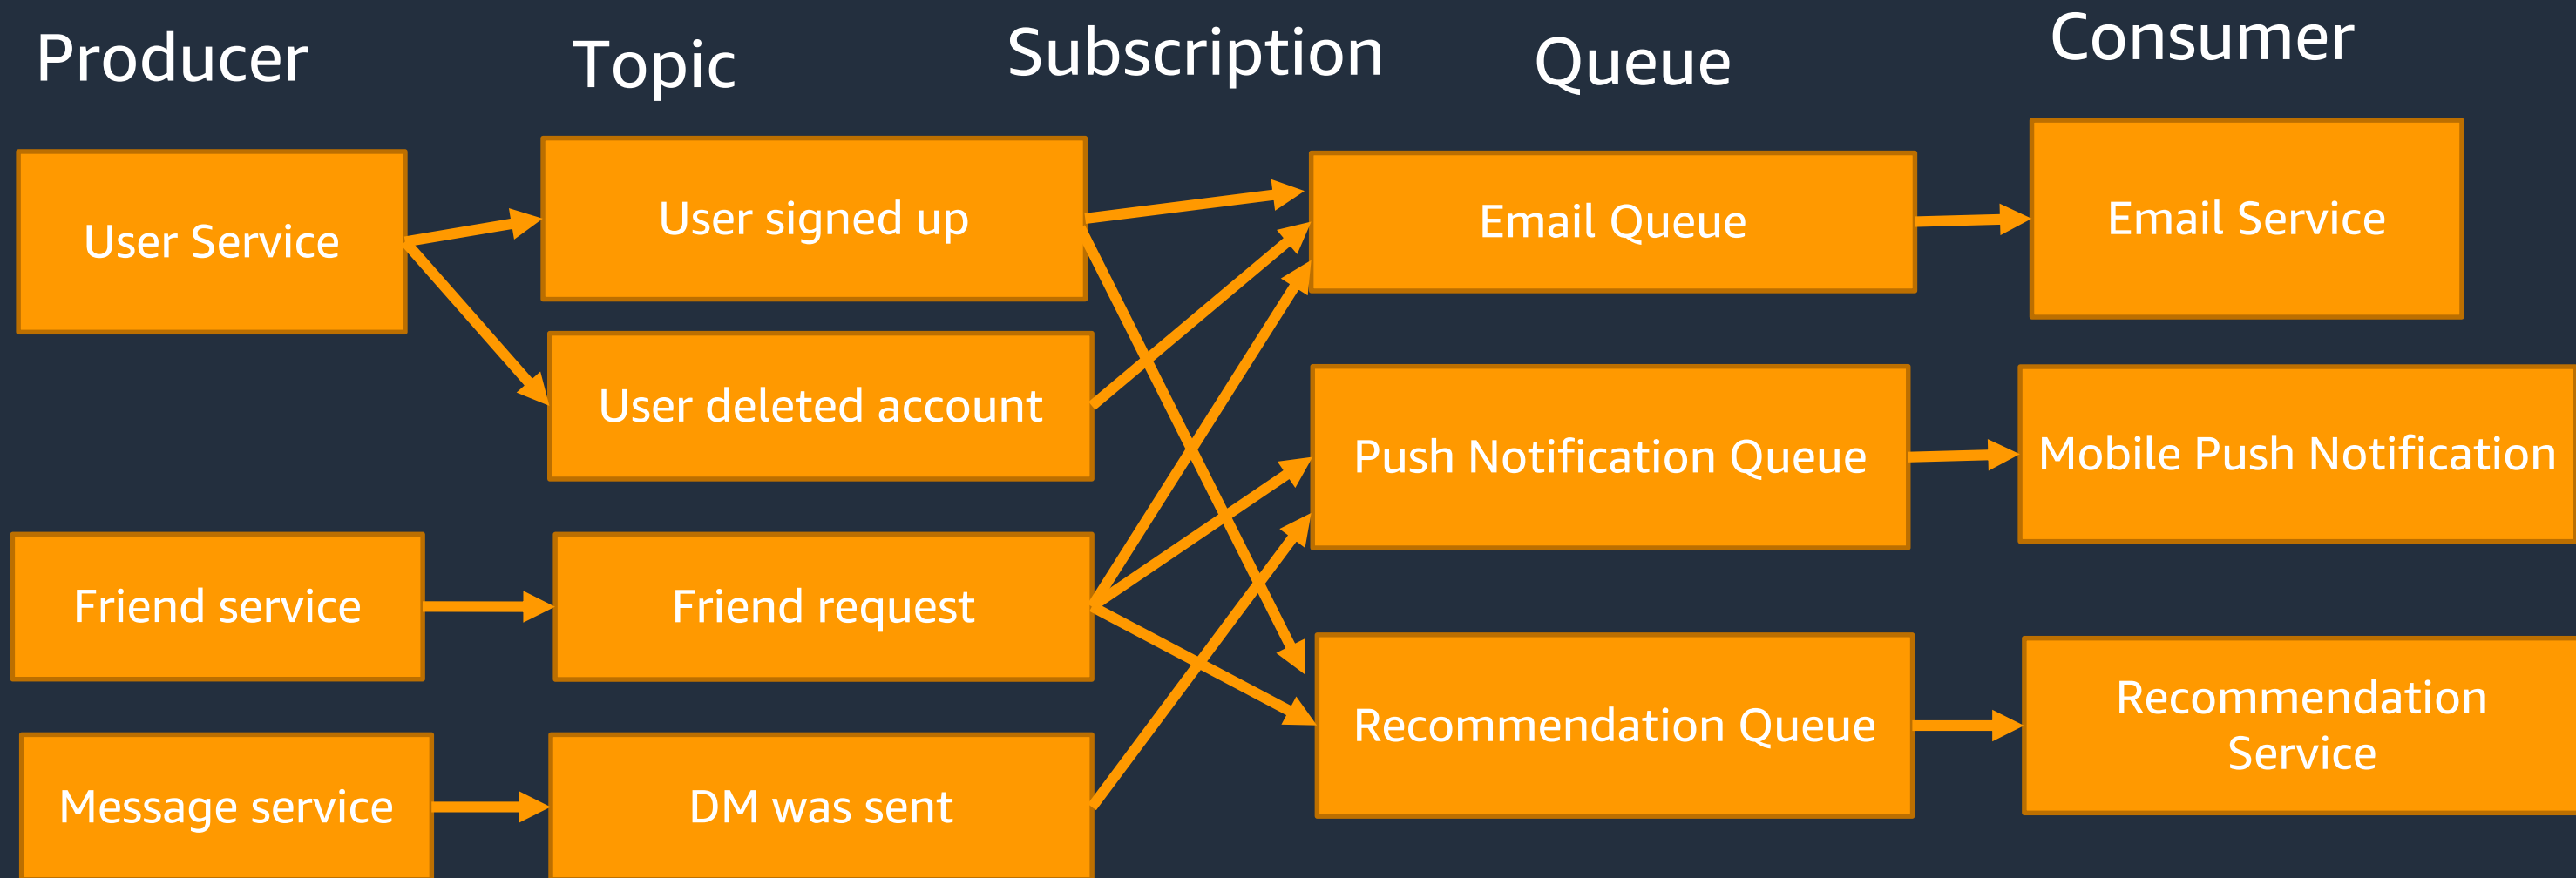 Producer
Topic
Subscription
Queue
Consumer
User Service
User signed up
Email Queue
Email Service
User deleted account
Push Notification Queue
Mobile Push Notification
Friend service
Friend request
Recommendation Queue
Recommendation
Service
Message service
DM was sent